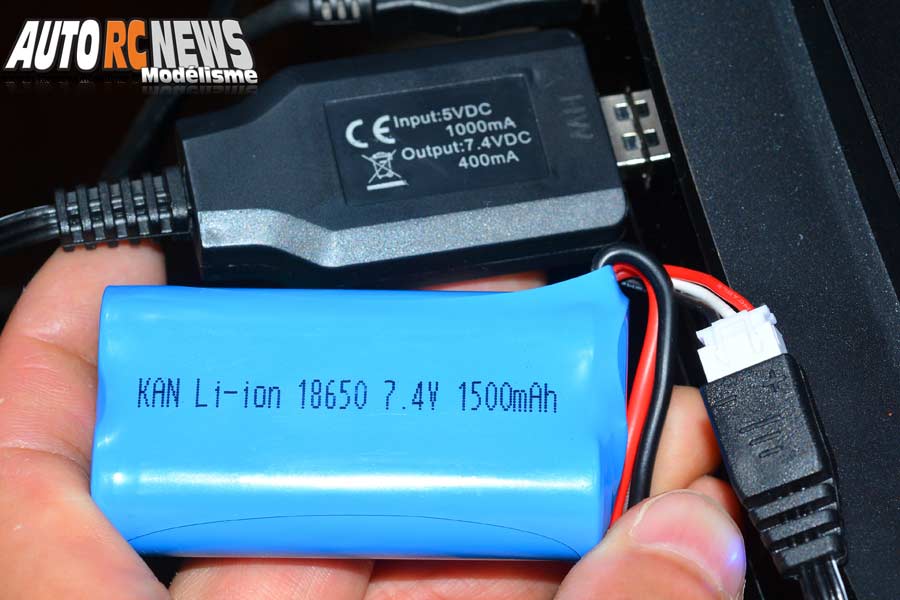 AUTO RC NEWS
Modélisme
CE Input:5VDC
1000mA
Output:7.4VDC
400mA
KAN Li-ion 18650 7.4V 1500mAh